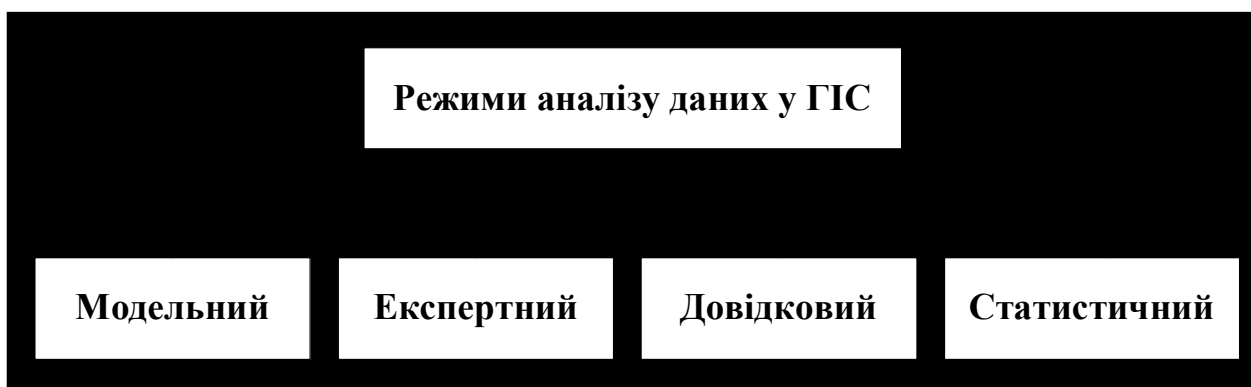 Режими аналізу даних у ГІС
Модельний
Експертний
Довідковий
Статистичний